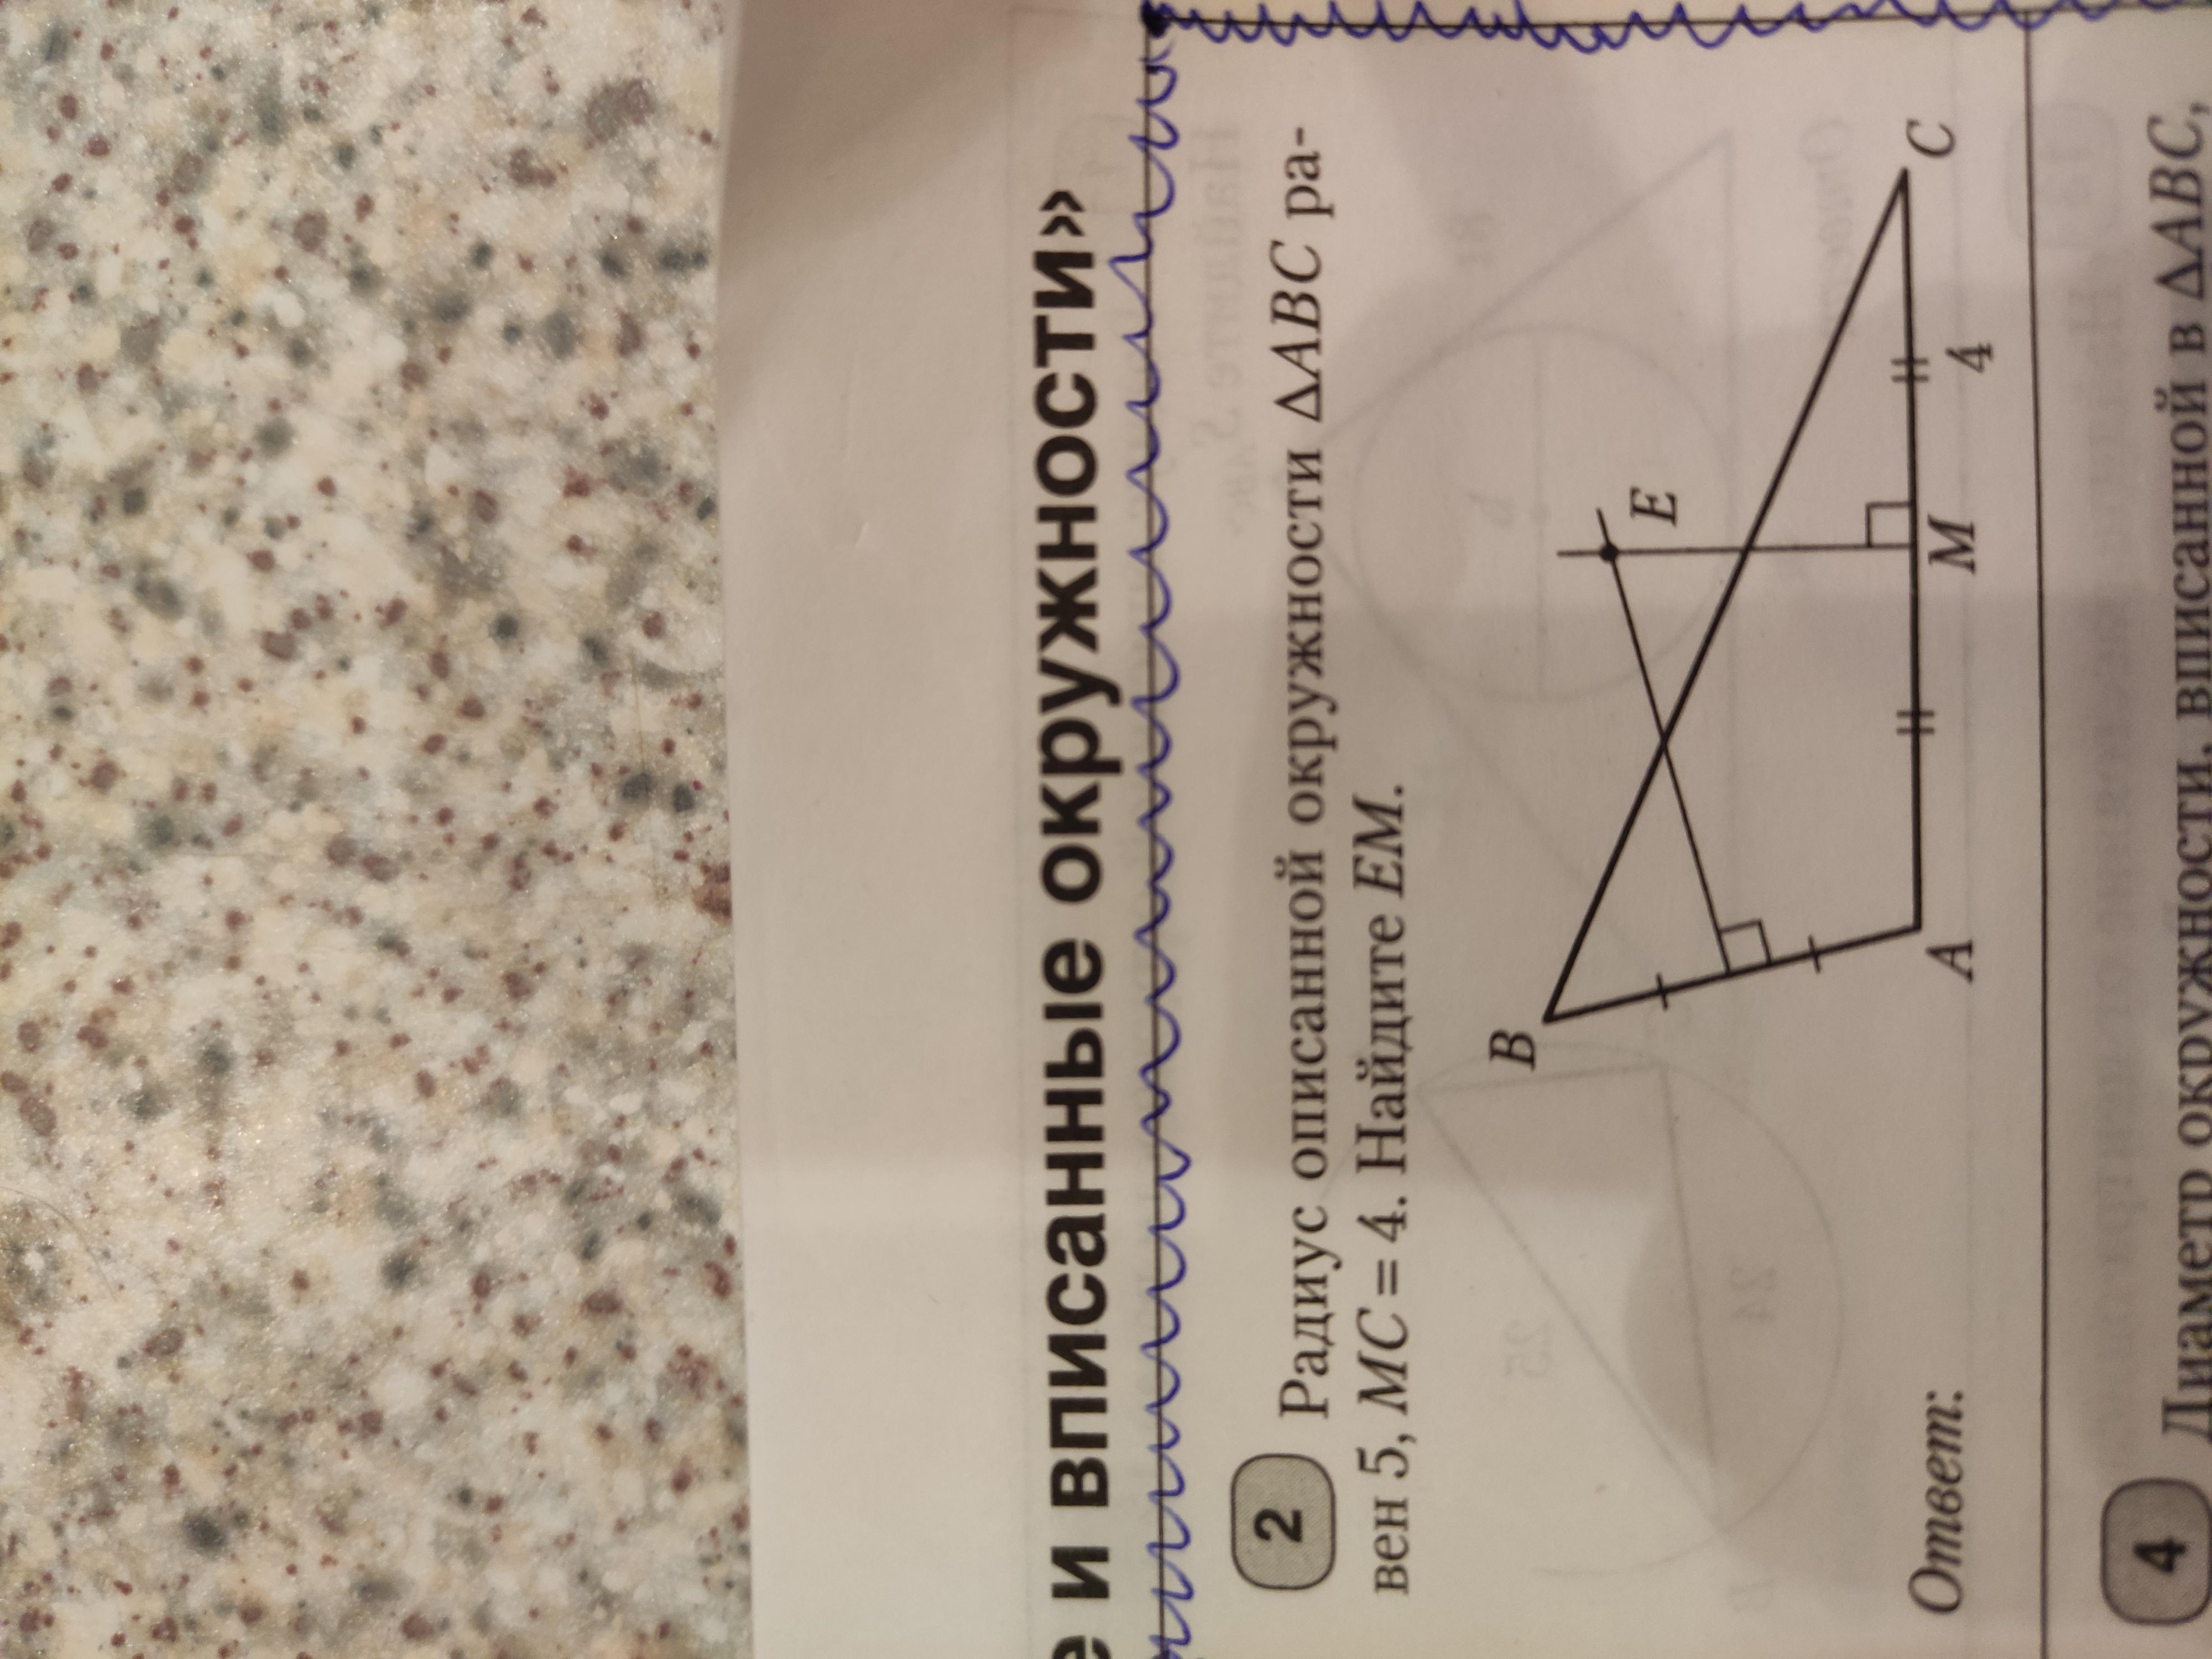 е и вписанные окружности»
2 Радиус описанной окружности ΔABC ра-
вен 5, MC = 4. Найдите EM.
B
E
A
M
4
C
Ответ:
4 Диаметр окружности, вписанной в ΔABC,